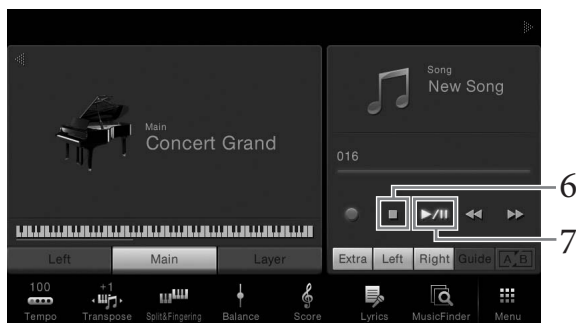 Song
New Song
Main
Concert Grand
016
6
7
Left
Main
Layer
Extra
Left
Right
Guide
A B
100
+1
Tempo
Transpose
Split&Fingering
Balance
Score
Lyrics
MusicFinder
Menu